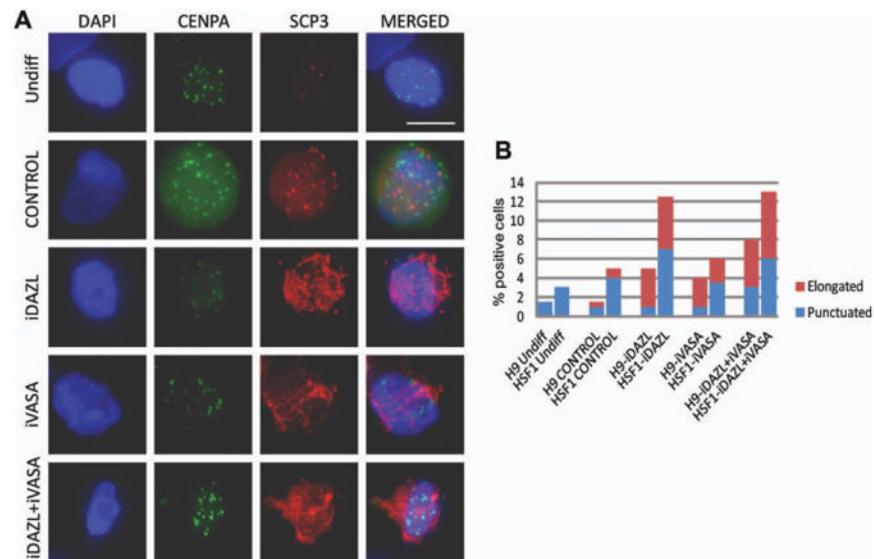 A
DAPI CENPA SCP3 MERGED
Undiff
CONTROL
iDAZL
iVASA
iDAZL+iVASA
B
% positive cells
14
12
10
8
6
4
2
0
H9 Undiff
HSF1 Undiff
H9 CONTROL
HSF1 CONTROL
H9-iDAZL
HSF1-iDAZL
H9-iVASA
HSF1-iVASA
H9-iDAZL+iVASA
HSF1-iDAZL+iVASA
Elongated
Punctuated